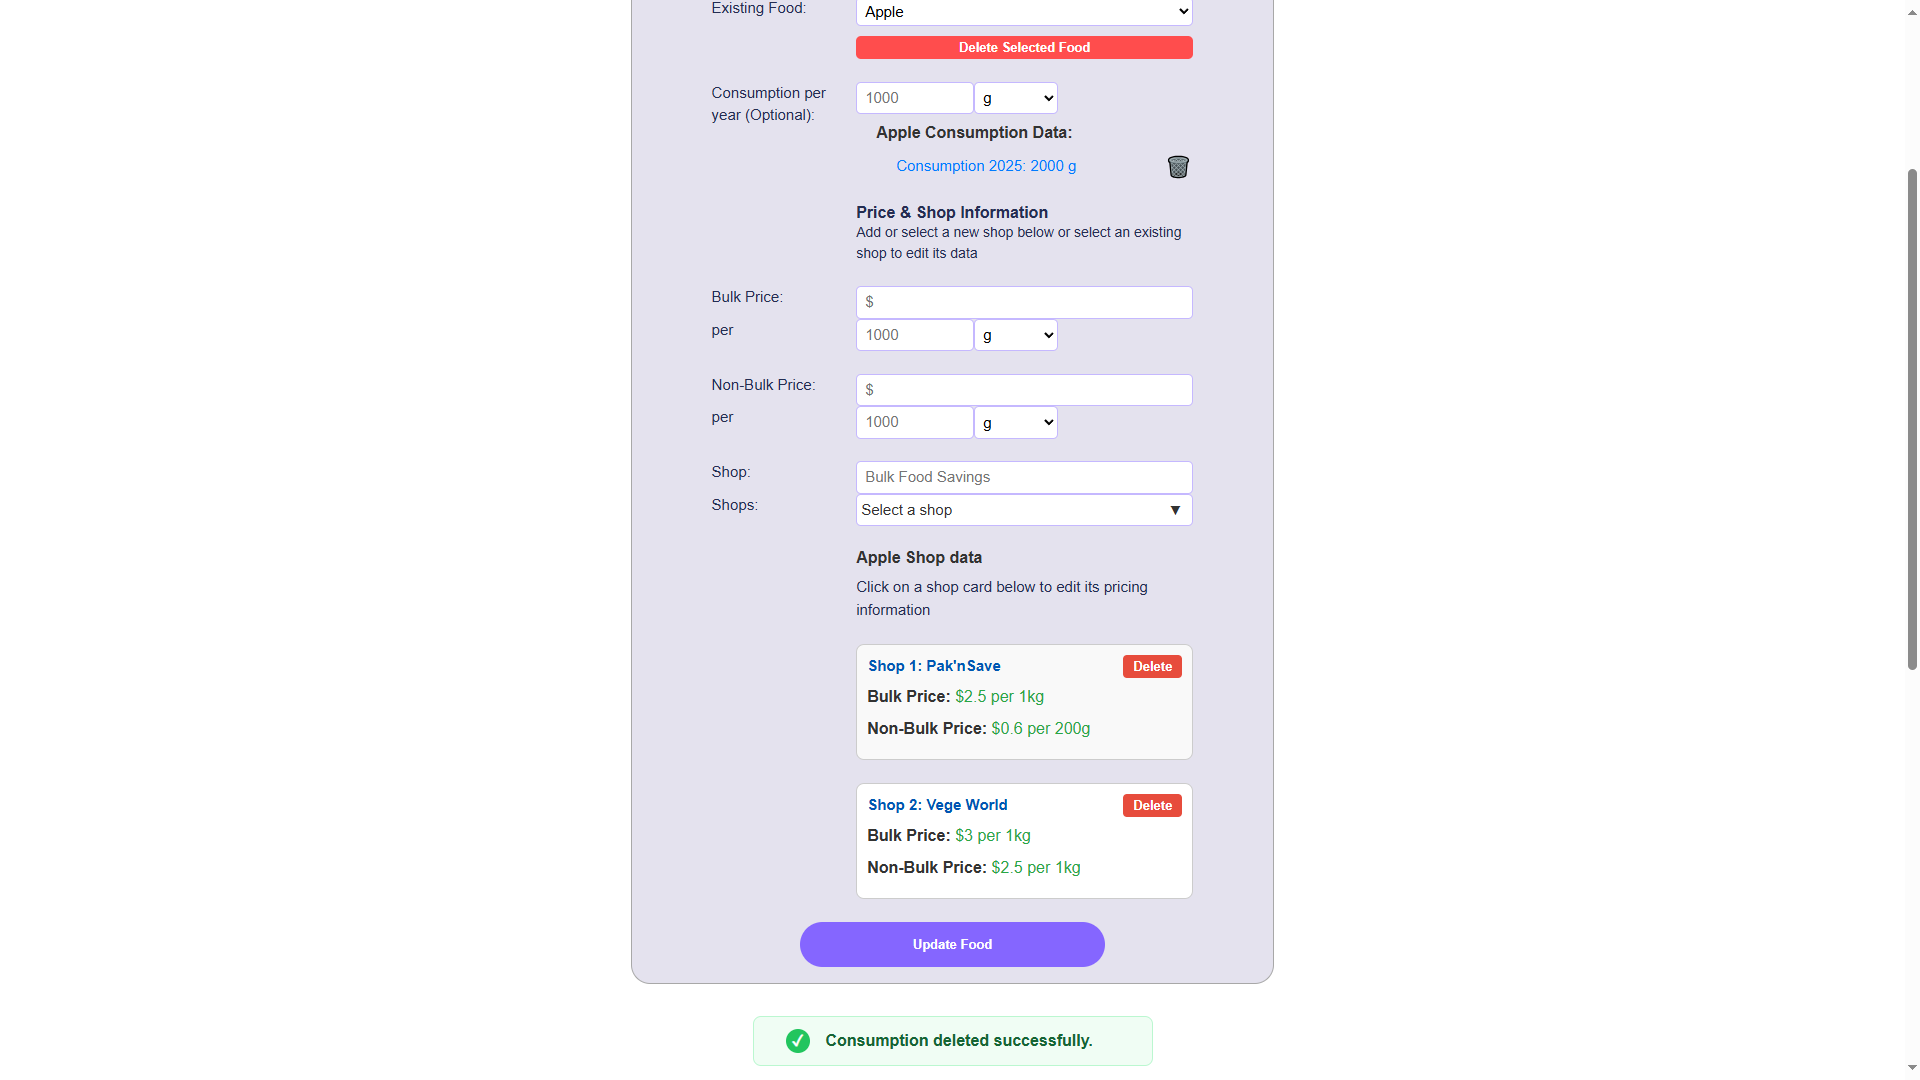 Existing Food:
Apple
Delete Selected Food
Consumption per
year (Optional):
1000
g
Apple Consumption Data:
Consumption 2025: 2000 g
Price & Shop Information
Add or select a new shop below or select an existing
shop to edit its data
Bulk Price:
$
per
1000
g
Non-Bulk Price:
$
per
1000
g
Shop:
Bulk Food Savings
Shops:
Select a shop
Apple Shop data
Click on a shop card below to edit its pricing
information
Shop 1: Pak'nSave
Delete
Bulk Price: $2.5 per 1kg
Non-Bulk Price: $0.6 per 200g
Shop 2: Vege World
Delete
Bulk Price: $3 per 1kg
Non-Bulk Price: $2.5 per 1kg
Update Food
Consumption deleted successfully.